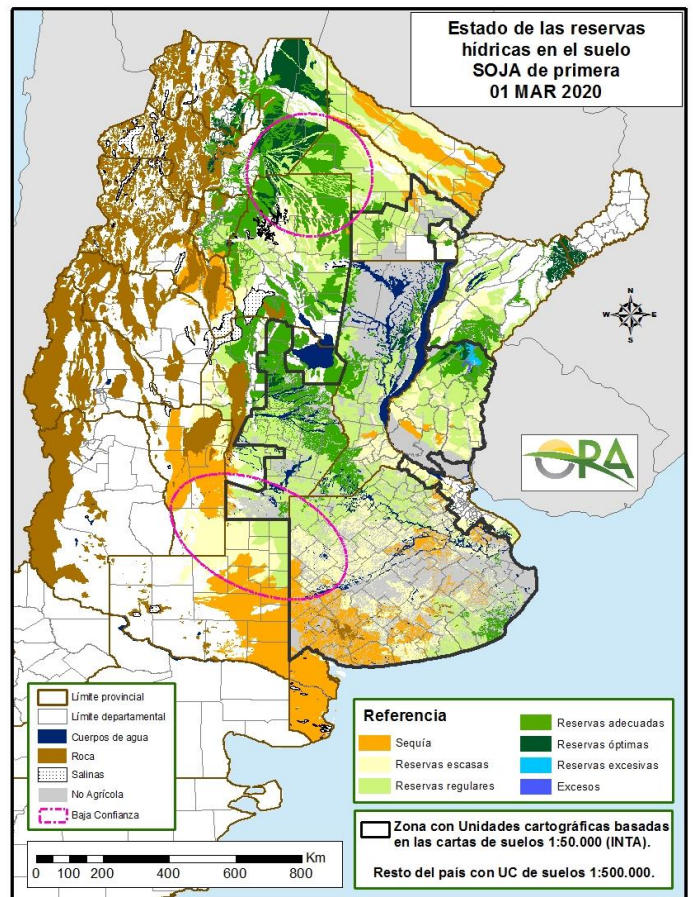 Estado de las reservas
hídricas en el suelo
SOJA de primera
01 MAR 2020
N
W
E
S
ORA
Límite provincial
Límite departamental
Cuerpos de agua
Roca
Salinas
No Agrícola
Baja Confianza
Referencia
Sequía
Reservas escasas
Reservas regulares
Reservas adecuadas
Reservas óptimas
Reservas excesivas
Excesos
Zona con Unidades cartográficas basadas
en las cartas de suelos 1:50.000 (INTA).
Resto del país con UC de suelos 1:500.000.
Km
0 50 100 200 400 600 800